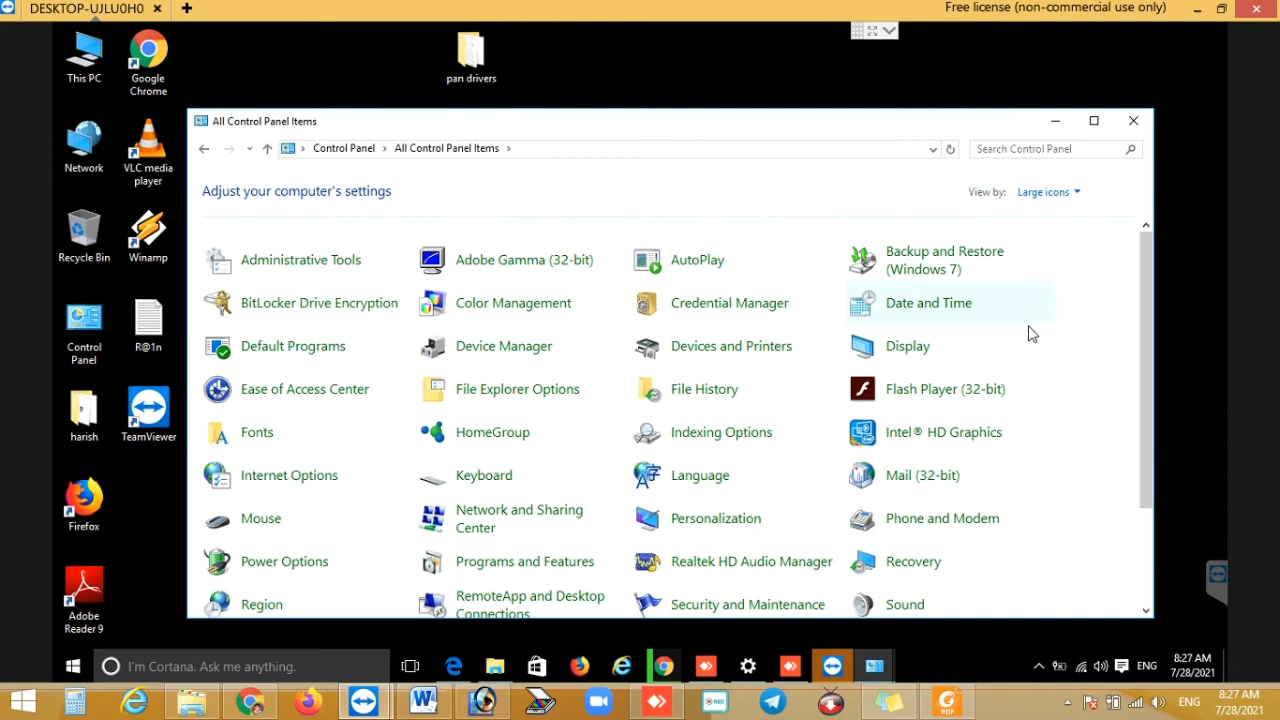 DESKTOP-UJLU0H0
Free license (non-commercial use only)
This PC
Google
Chrome
pan drivers
Network
VLC media
player
Recycle Bin
Winamp
Control
Panel
R@1n
harish
TeamViewer
Firefox
Adobe
Reader 9
All Control Panel Items
Control Panel
All Control Panel Items
Search Control Panel
Adjust your computer's settings
View by:
Large icons
Administrative Tools
Adobe Gamma (32-bit)
AutoPlay
Backup and Restore
(Windows 7)
BitLocker Drive Encryption
Color Management
Credential Manager
Date and Time
Default Programs
Device Manager
Devices and Printers
Display
Ease of Access Center
File Explorer Options
File History
Flash Player (32-bit)
Fonts
HomeGroup
Indexing Options
Intel® HD Graphics
Internet Options
Keyboard
Language
Mail (32-bit)
Mouse
Network and Sharing
Center
Personalization
Phone and Modem
Power Options
Programs and Features
Realtek HD Audio Manager
Recovery
Region
RemoteApp and Desktop
Connections
Security and Maintenance
Sound
I'm Cortana. Ask me anything.
ENG
8:27 AM
7/28/2021
REC
PDF
ENG
8:27 AM
7/28/2021